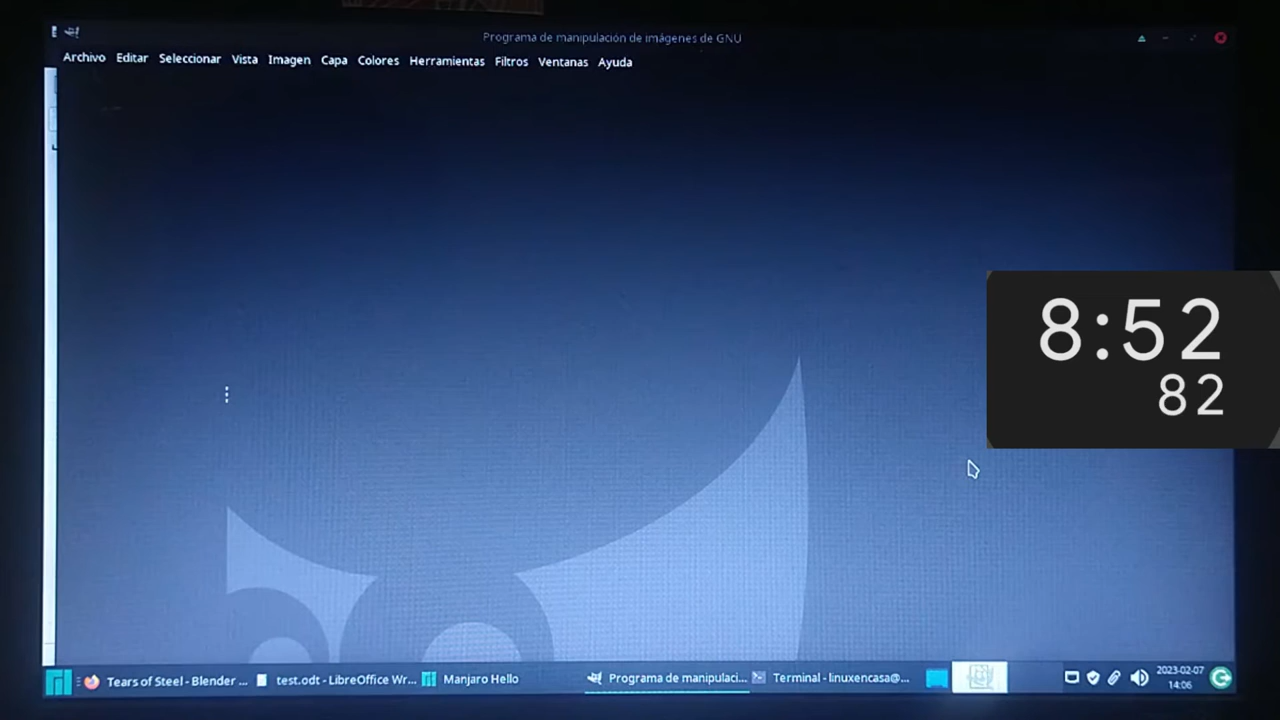 Programa de manipulación de imágenes de GNU
Archivo Editar Seleccionar Vista Imagen Capa Colores Herramientas Filtros Ventanas Ayuda
8:52
82
Tears of Steel - Blender ... test.odt - LibreOffice Wr... Manjaro Hello Programa de manipulaci... Terminal - linuxencasa@...
2023-02-07
14:06